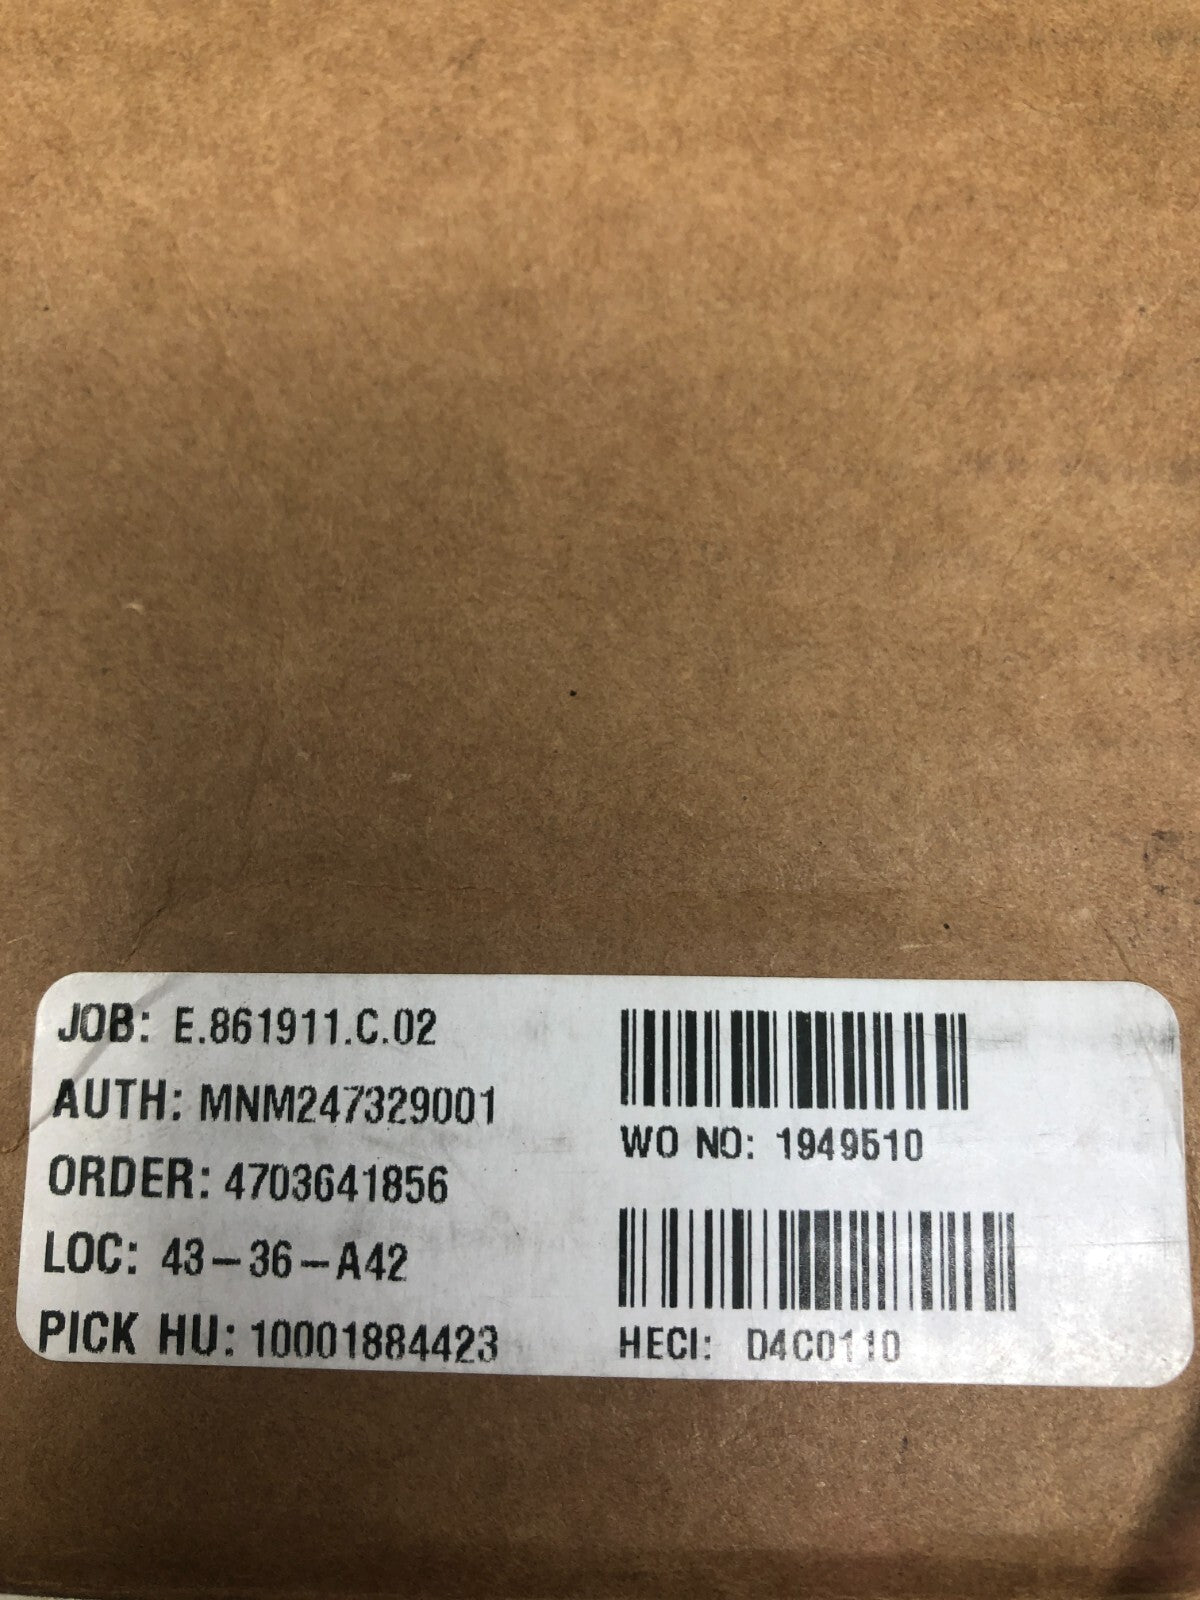 JOB: E.861911.C.02
AUTH: MNM247329001
ORDER: 4703641856
LOC: 43-36-A42
PICK HU: 10001884423
WO NO: 1949510
HECI: D4C0110